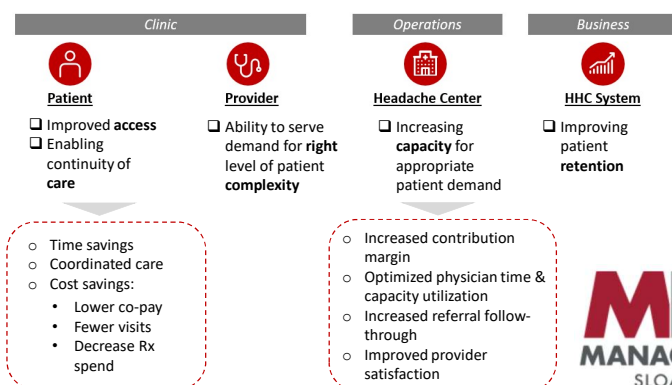 Clinic
Operations
Business
Patient
Provider
Headache Center
HHC System
❑ Improved access
❑ Enabling
continuity of
care
❑ Ability to serve
demand for right
level of patient
complexity
❑ Increasing
capacity for
appropriate
patient demand
❑ Improving
patient
retention
o Time savings
o Coordinated care
o Cost savings:
• Lower co-pay
• Fewer visits
• Decrease Rx
spend
o Increased contribution
margin
o Optimized physician time &
capacity utilization
o Increased referral follow-
through
o Improved provider
satisfaction